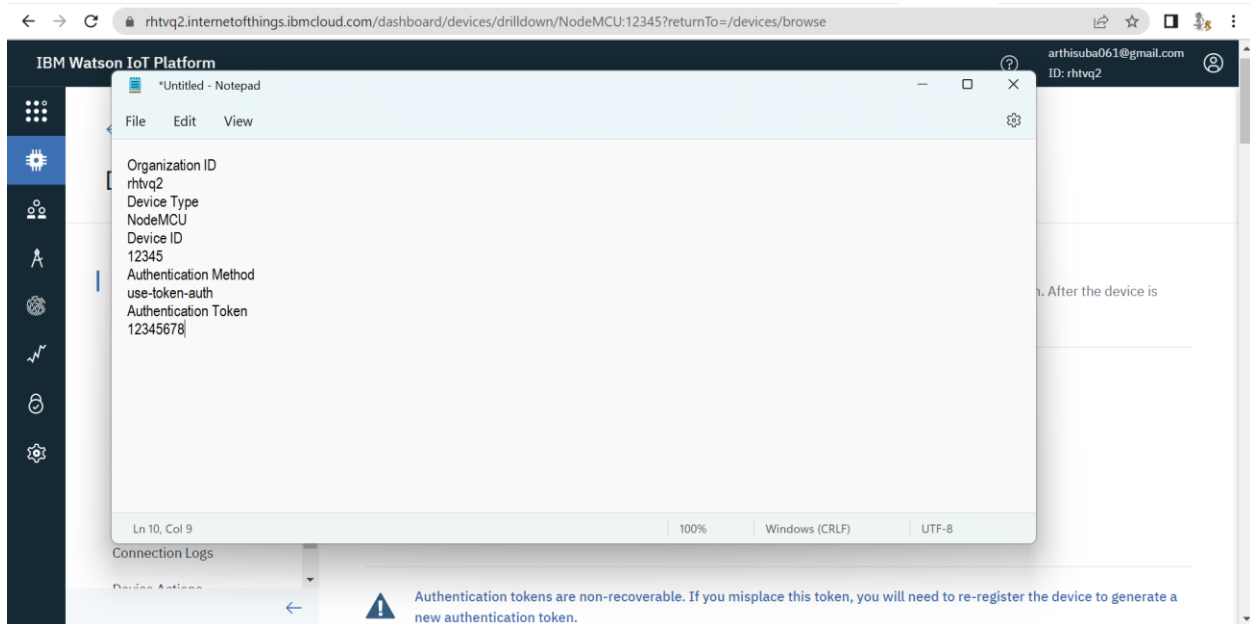 rhtvq2.internetofthings.ibmcloud.com/dashboard/devices/drilldown/NodeMCU:12345?returnTo=/devices/browse
IBM Watson IoT Platform
arthisuba061@gmail.com
ID: rhtvq2
*Untitled - Notepad
File Edit View
Organization ID
rhtvq2
Device Type
NodeMCU
Device ID
12345
Authentication Method
use-token-auth
Authentication Token
12345678
. After the device is
Ln 10, Col 9 100% Windows (CRLF) UTF-8
Connection Logs
Device Actions
Authentication tokens are non-recoverable. If you misplace this token, you will need to re-register the device to generate a
new authentication token.